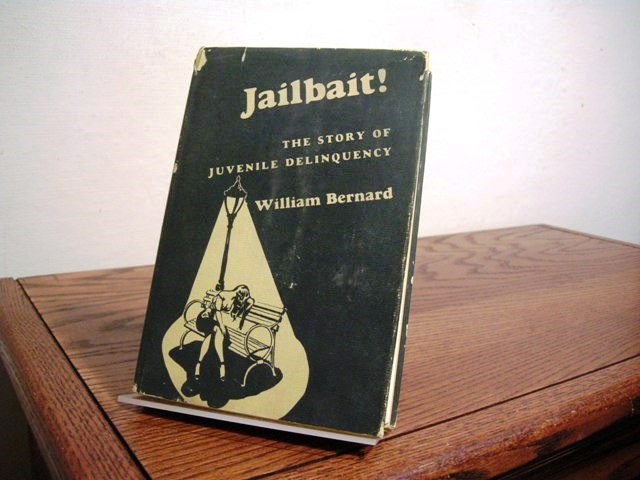 Jailbait!
THE STORY OF
JUVENILE DELINQUENCY
William Bernard